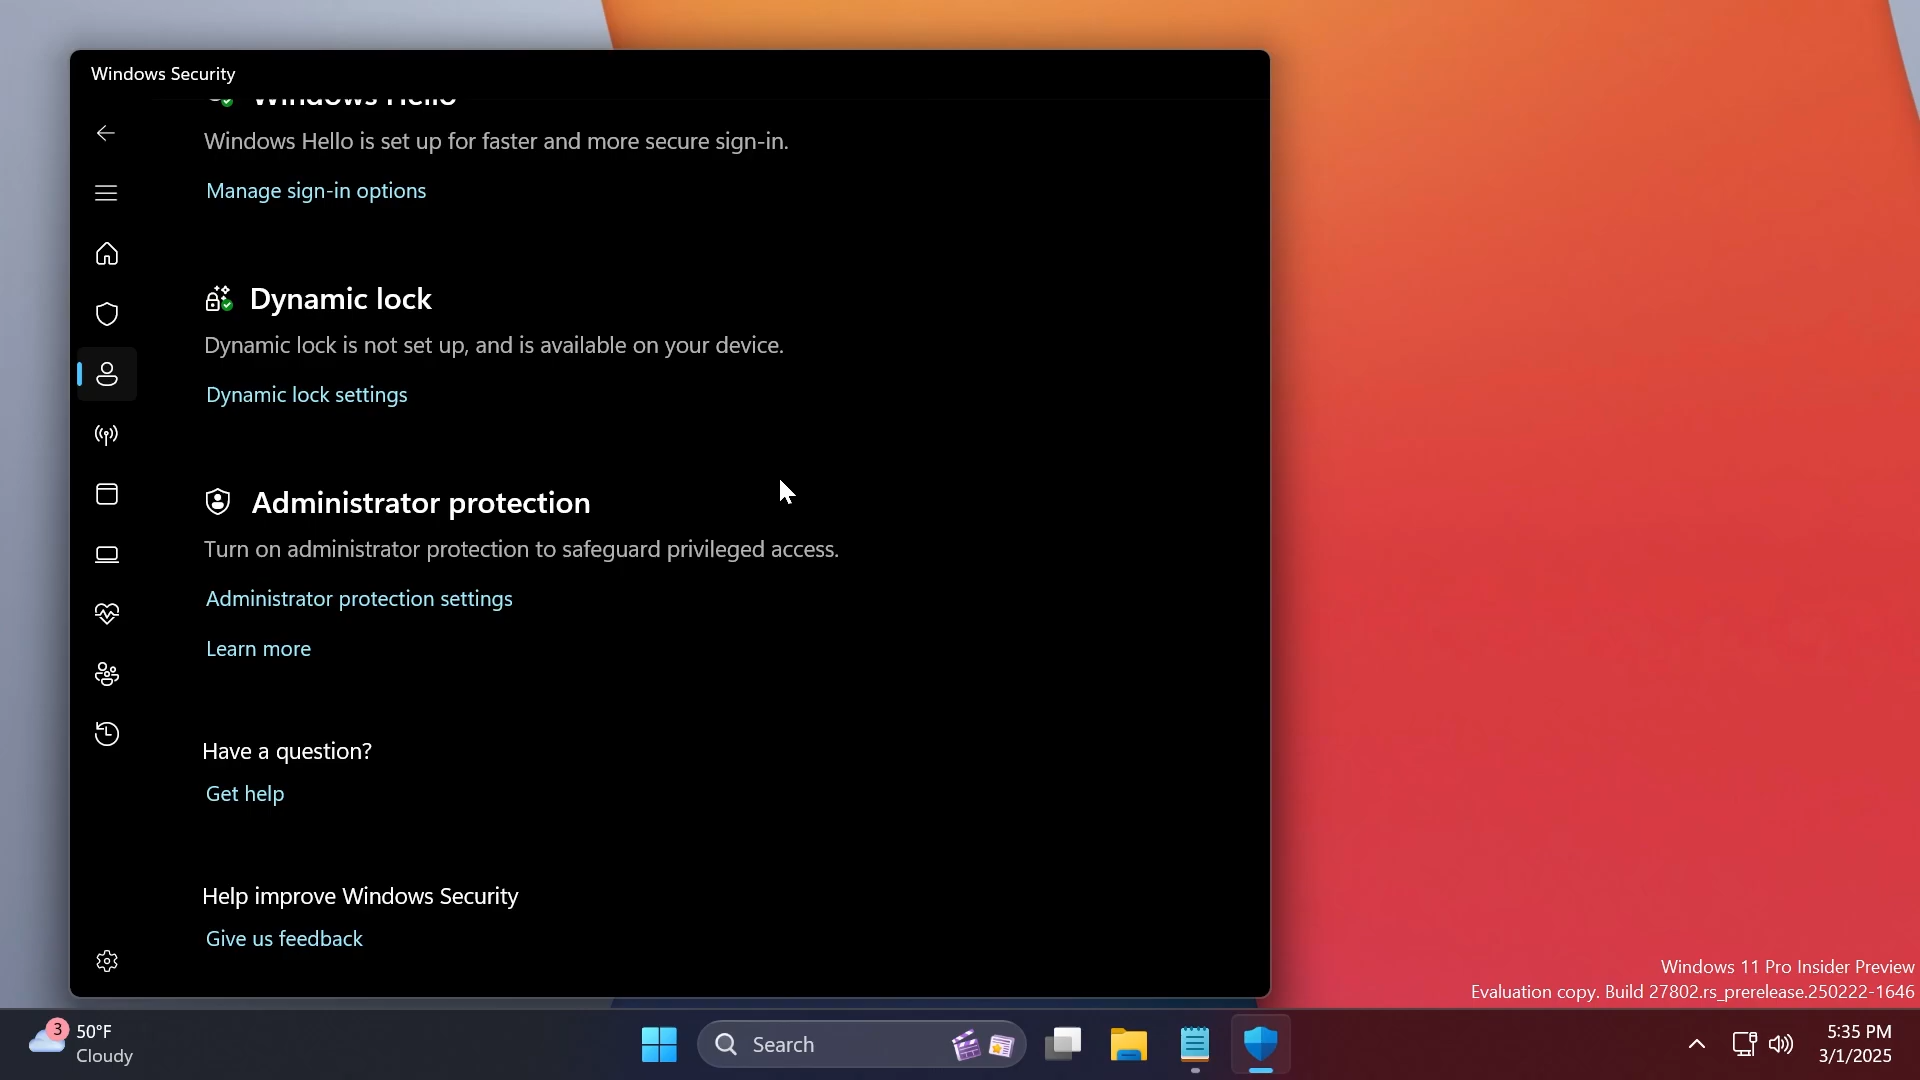 Windows Security
Windows Hello
Windows Hello is set up for faster and more secure sign-in.
Manage sign-in options
Dynamic lock
Dynamic lock is not set up, and is available on your device.
Dynamic lock settings
Administrator protection
Turn on administrator protection to safeguard privileged access.
Administrator protection settings
Learn more
Have a question?
Get help
Help improve Windows Security
Give us feedback
Windows 11 Pro Insider Preview
Evaluation copy. Build 27802.rs_prerelease.250222-1646
3
50°F
Cloudy
Search
5:35 PM
3/1/2025